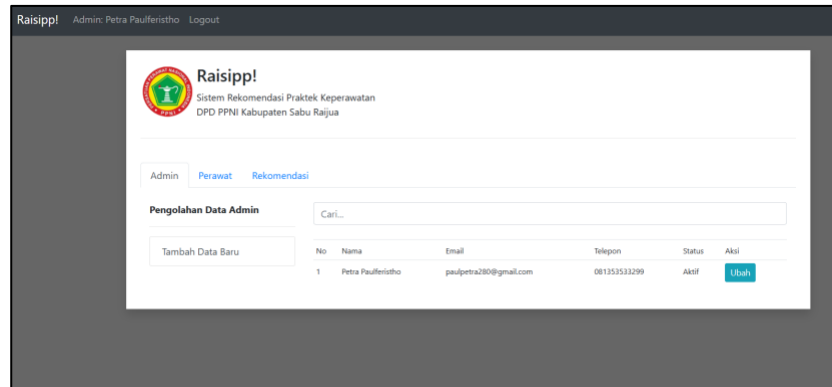 Raisipp! Admin: Petra Paulferistho Logout
Raisipp!
Sistem Rekomendasi Praktek Keperawatan
DPD PPNI Kabupaten Sabu Raijua
PPNI
Admin Perawat Rekomendasi
Pengolahan Data Admin
Cari...
Tambah Data Baru
No Nama Email Telepon Status Aksi
1 Petra Paulferistho paulpetra280@gmail.com 081353533299 Aktif Ubah